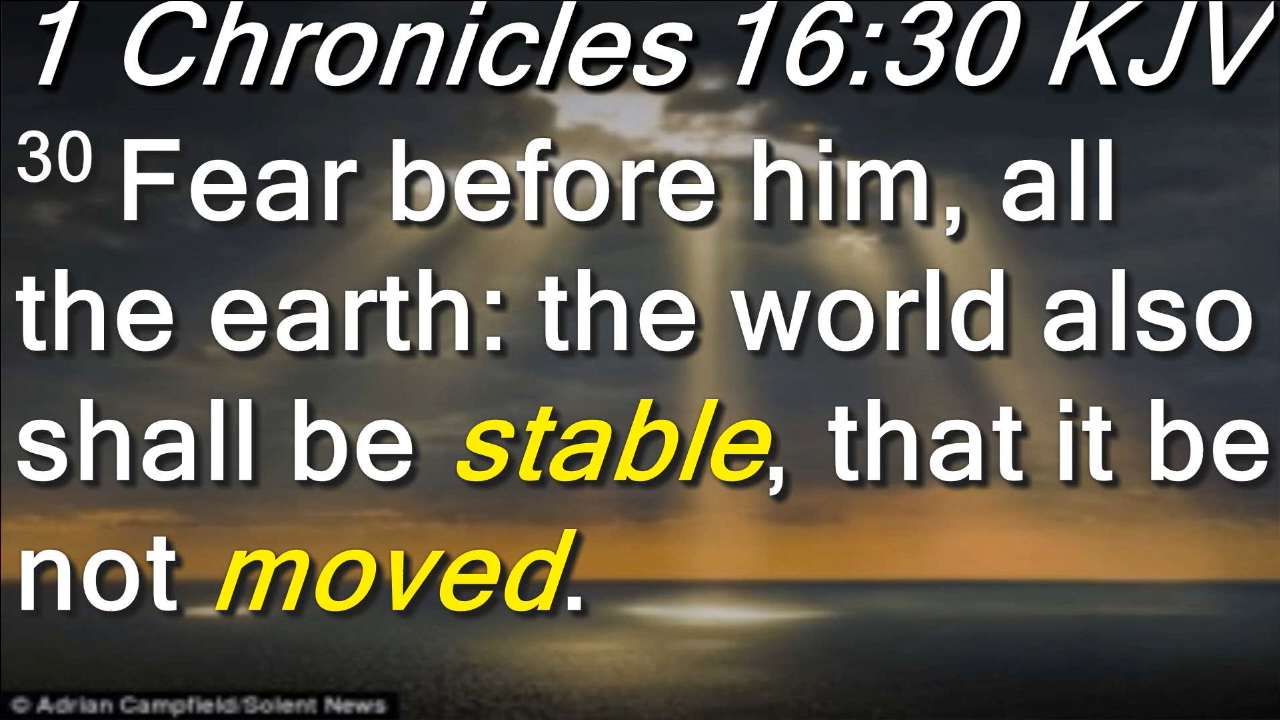 1 Chronicles 16:30 KJV
30 Fear before him, all
the earth: the world also
shall be stable, that it be
not moved.
© Adrian Campfield/Solent News